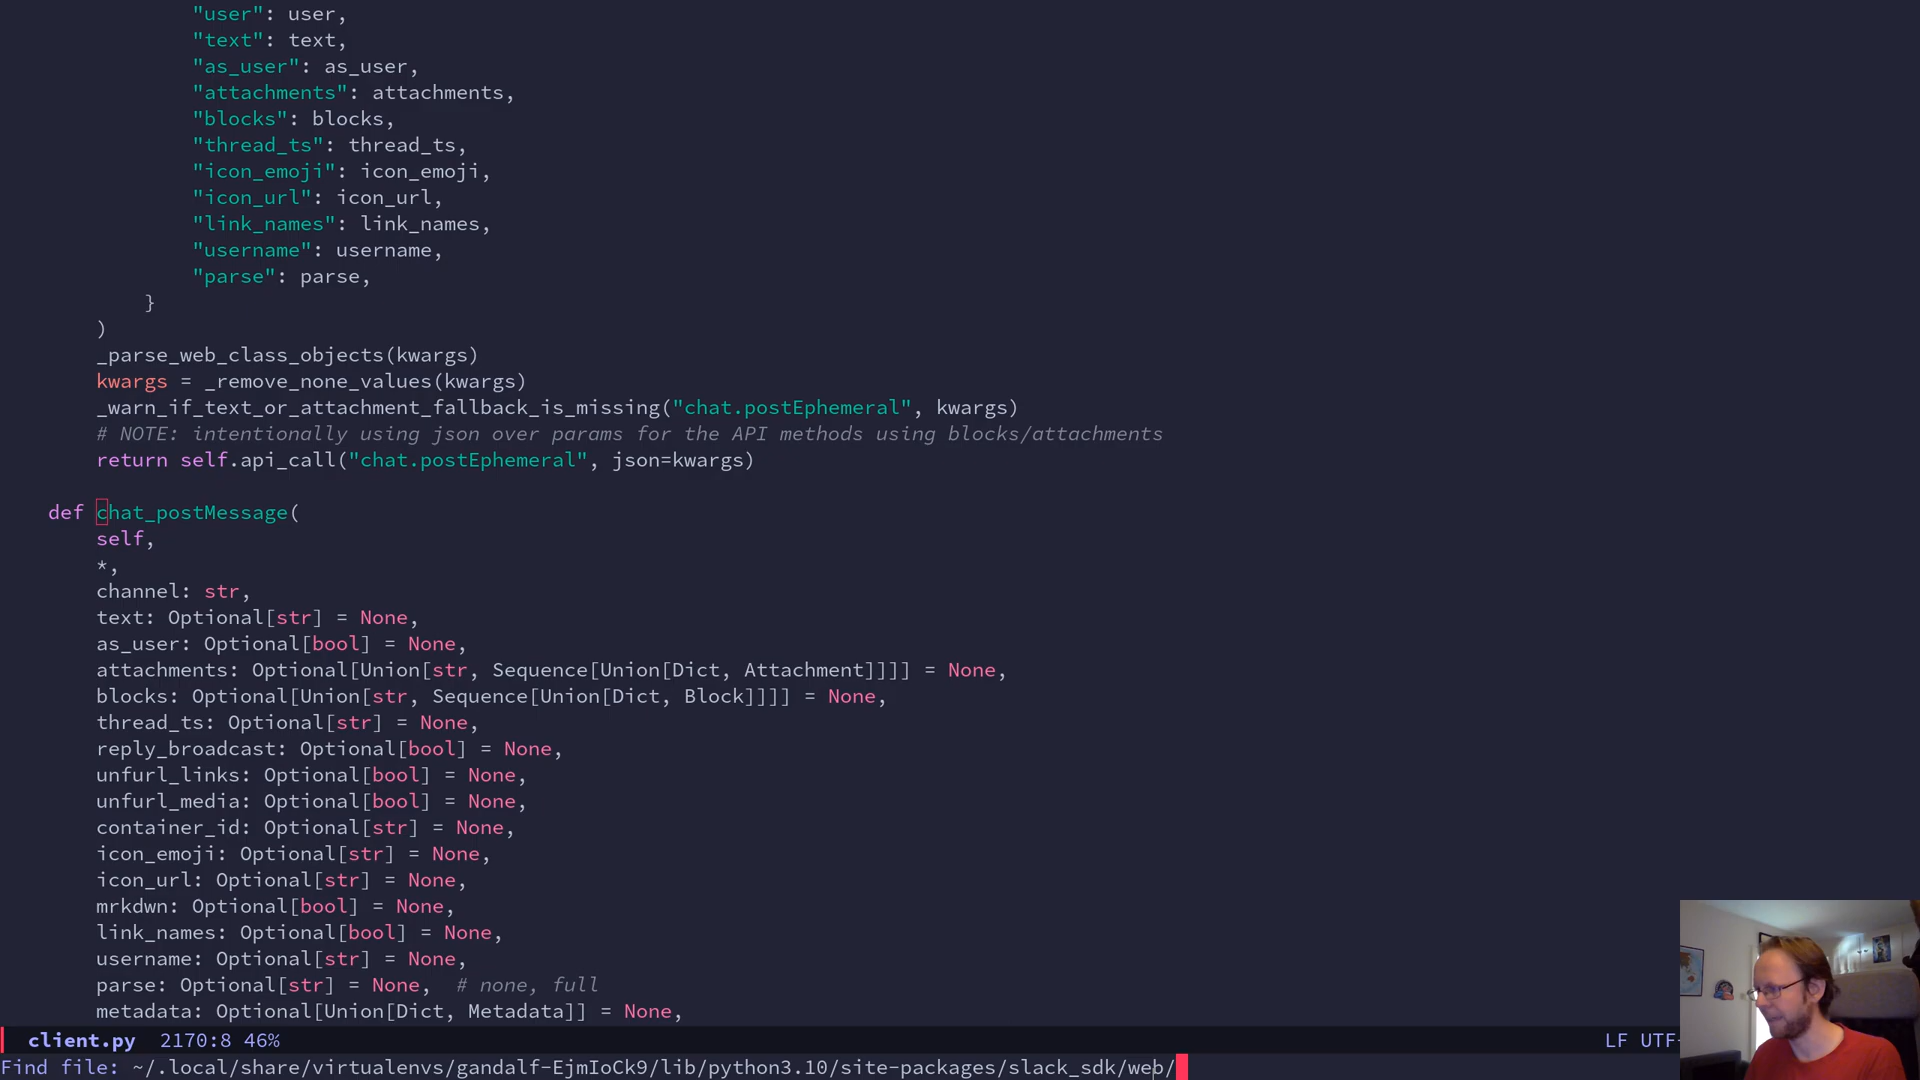 "user": user,
"text": text,
"as_user": as_user,
"attachments": attachments,
"blocks": blocks,
"thread_ts": thread_ts,
"icon_emoji": icon_emoji,
"icon_url": icon_url,
"link_names": link_names,
"username": username,
"parse": parse,
}
)
_parse_web_class_objects(kwargs)
kwargs = _remove_none_values(kwargs)
_warn_if_text_or_attachment_fallback_is_missing("chat.postEphemeral", kwargs)
# NOTE: intentionally using json over params for the API methods using blocks/attachments
return self.api_call("chat.postEphemeral", json=kwargs)
def chat_postMessage(
self,
*,
channel: str,
text: Optional[str] = None,
as_user: Optional[bool] = None,
attachments: Optional[Union[str, Sequence[Union[Dict, Attachment]]]] = None,
blocks: Optional[Union[str, Sequence[Union[Dict, Block]]]] = None,
thread_ts: Optional[str] = None,
reply_broadcast: Optional[bool] = None,
unfurl_links: Optional[bool] = None,
unfurl_media: Optional[bool] = None,
container_id: Optional[str] = None,
icon_emoji: Optional[str] = None,
icon_url: Optional[str] = None,
mrkdwn: Optional[bool] = None,
link_names: Optional[bool] = None,
username: Optional[str] = None,
parse: Optional[str] = None,  # none, full
metadata: Optional[Union[Dict, Metadata]] = None,
client.py 2170:8 46% LF UTF-
Find file: ~/.local/share/virtualenvs/gandalf-EjmIoCk9/lib/python3.10/site-packages/slack_sdk/web/